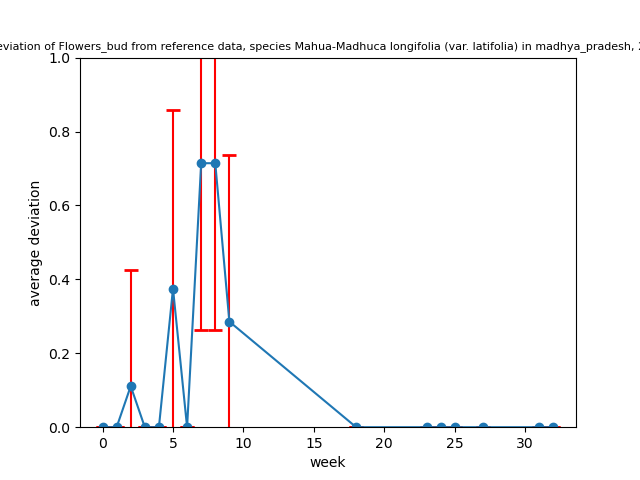 of Flowers_bud from reference data, species Mahua-Madhuca longifolia (var. latifolia) in madhya_pradesh,
1.0
0.8
0.6
0.4
0.2
0.0
average deviation
0 5 10 15 20 25 30
week